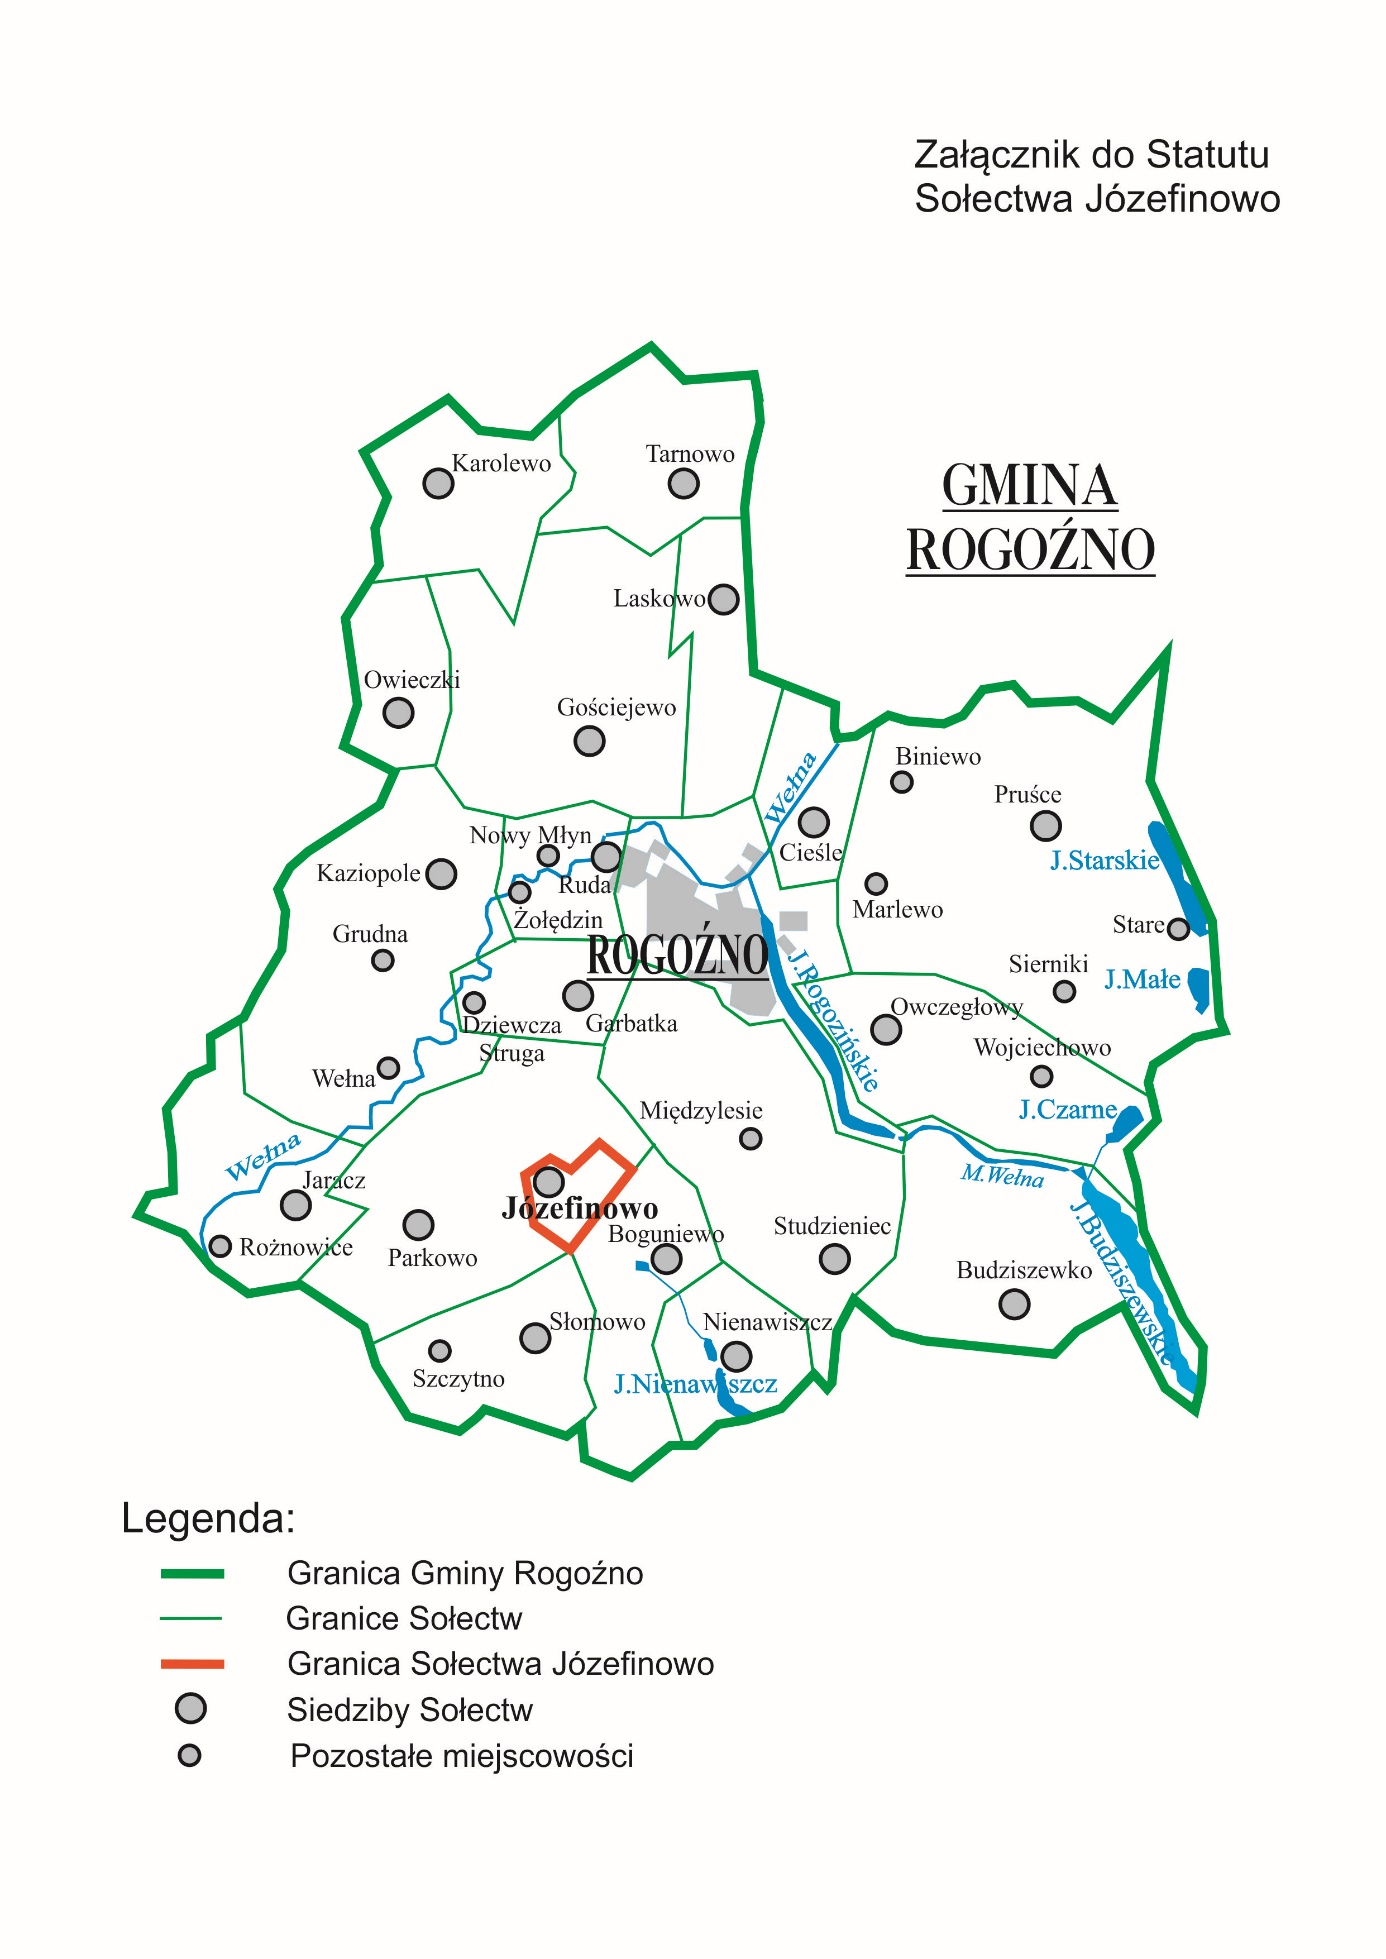 Załącznik do Statutu
Sołectwa Józefinowo
Karolewo
Tarnowo
GMINA
ROGOŹNO
Laskowo
Owieczki
Gościejewo
Wełna
Biniewo
Pruśce
Nowy Młyn
Cieśle
J.Starskie
Kaziopole
Ruda
Marlewo
Żołędzin
Stare
Grudna
ROGOŹNO
Sierniki
J.Małe
J.Rogozińskie
Owczegłowy
Dziewcza
Struga
Garbatka
Wojciechowo
Wełna
J.Czarne
Międzylesie
Wełna
M.Wełna
Jaracz
Józefinowo
J.Budziszewskie
Boguniewo
Studzieniec
Rożnowice
Parkowo
Budziszewko
Słomowo
Nienawiszcz
Szczytno
J.Nienawiszcz
Legenda:
Granica Gminy Rogoźno
Granice Sołectw
Granica Sołectwa Józefinowo
Siedziby Sołectw
Pozostałe miejscowości